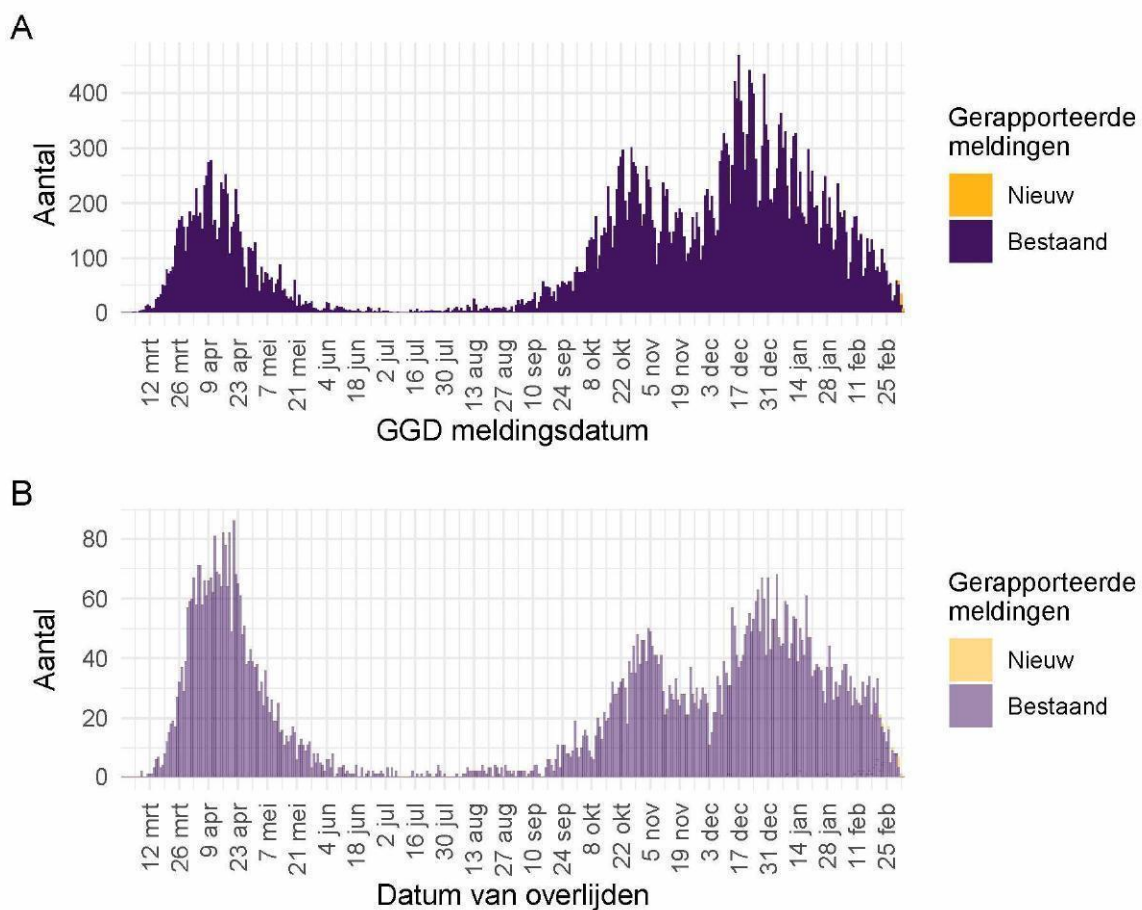 A
Aantal
400
300
200
100
0
12 mrt
26 mrt
9 apr
23 apr
7 mei
21 mei
4 jun
18 jun
2 jul
16 jul
30 jul
13 aug
27 aug
10 sep
24 sep
8 okt
22 okt
5 nov
19 nov
3 dec
17 dec
31 dec
14 jan
28 jan
11 feb
25 feb
GGD meldingsdatum
Gerapporteerde
meldingen
Nieuw
Bestaand
B
Aantal
80
60
40
20
0
12 mrt
26 mrt
9 apr
23 apr
7 mei
21 mei
4 jun
18 jun
2 jul
16 jul
30 jul
13 aug
27 aug
10 sep
24 sep
8 okt
22 okt
5 nov
19 nov
3 dec
17 dec
31 dec
14 jan
28 jan
11 feb
25 feb
Datum van overlijden
Gerapporteerde
meldingen
Nieuw
Bestaand